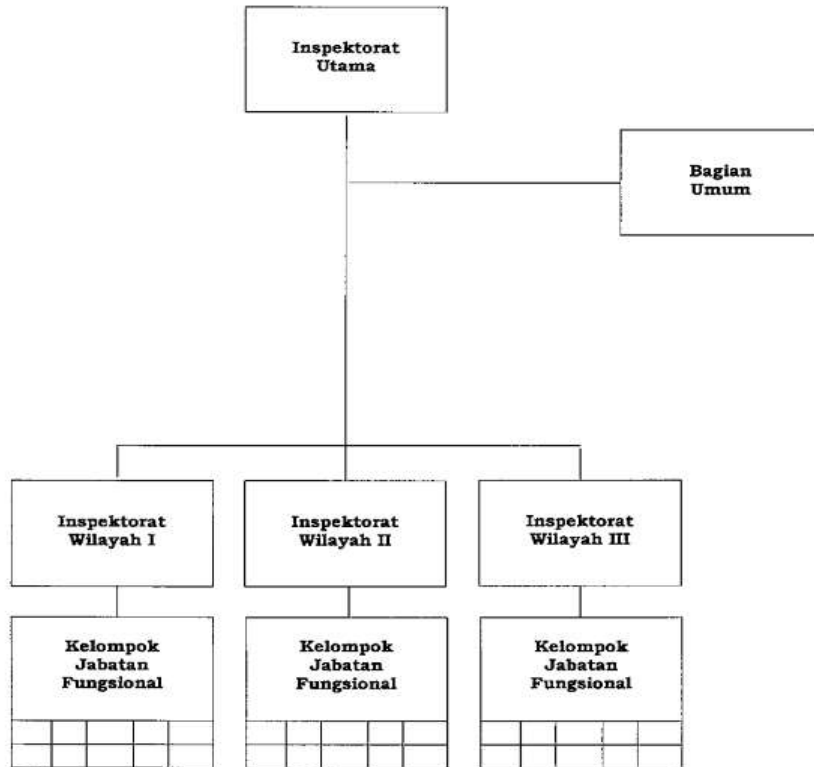 Inspektorat
Utama
Bagian
Umum
Inspektorat
Wilayah I
Inspektorat
Wilayah II
Inspektorat
Wilayah III
Kelompok
Jabatan
Fungsional
Kelompok
Jabatan
Fungsional
Kelompok
Jabatan
Fungsional